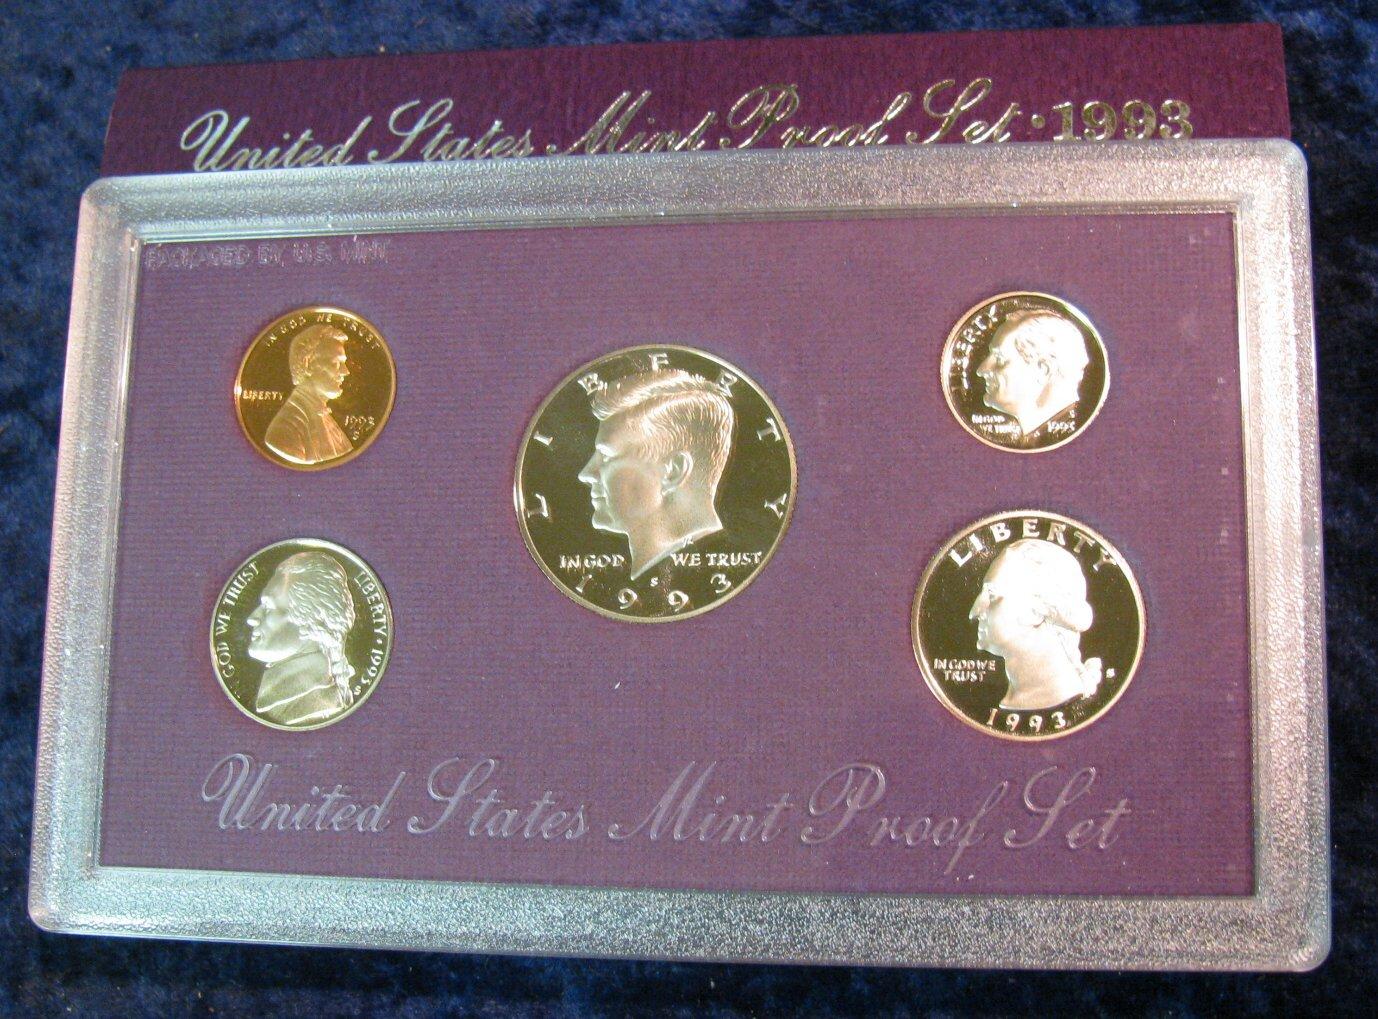 United States Mint Proof Set · 1993
PACKAGED BY U.S. MINT
IN GOD WE TRUST
LIBERTY
1993
S
LIBERTY
IN GOD WE TRUST
S
1993
LIBERTY
IN GOD
WE TRUST
S
1993
IN GOD WE TRUST
LIBERTY · 1993
S
LIBERTY
IN GOD WE
TRUST
S
1993
United States Mint Proof Set